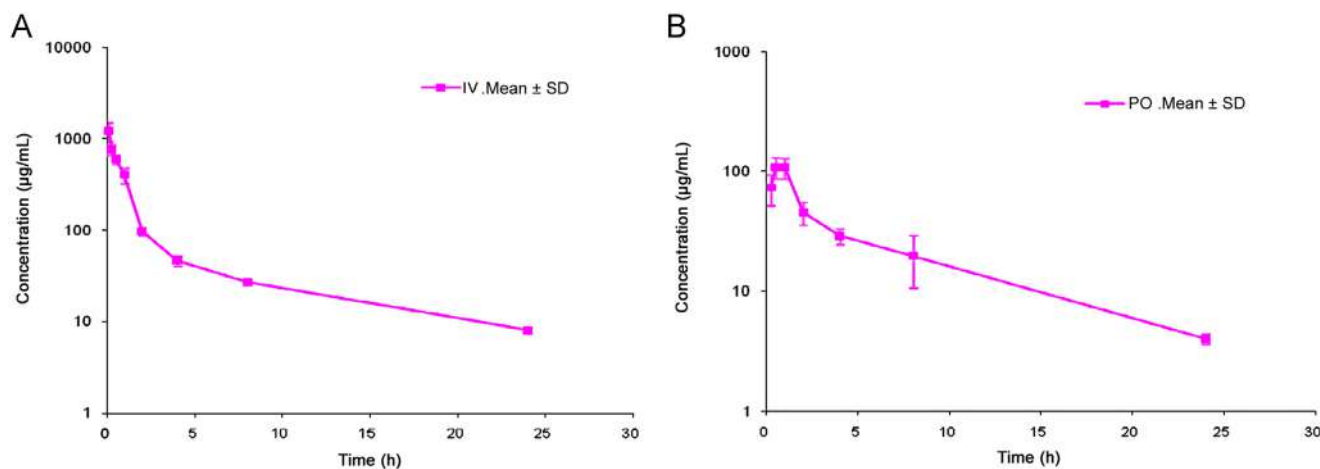 A
10000
1000
100
10
1
Concentration (µg/mL)
IV .Mean ± SD
0 5 10 15 20 25 30
Time (h)
B
1000
100
10
1
Concentration (µg/mL)
PO .Mean ± SD
0 5 10 15 20 25 30
Time (h)